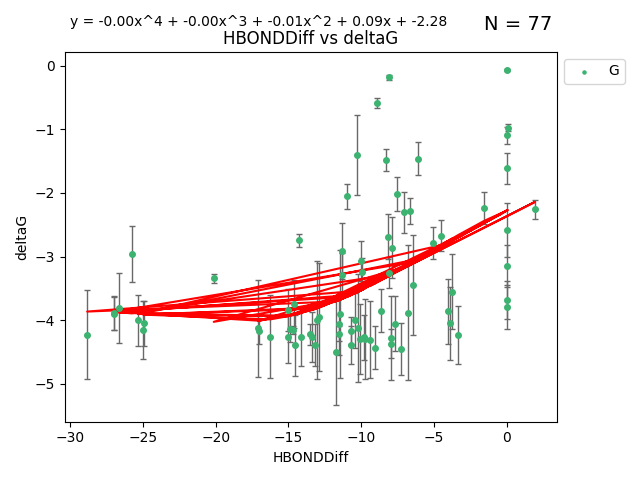 y = -0.00x^4 + -0.00x^3 + -0.01x^2 + 0.09x + -2.28
N = 77
HBONDDiff vs deltaG
G
deltaG
0
−1
−2
−3
−4
−5
−30 −25 −20 −15 −10 −5 0
HBONDDiff